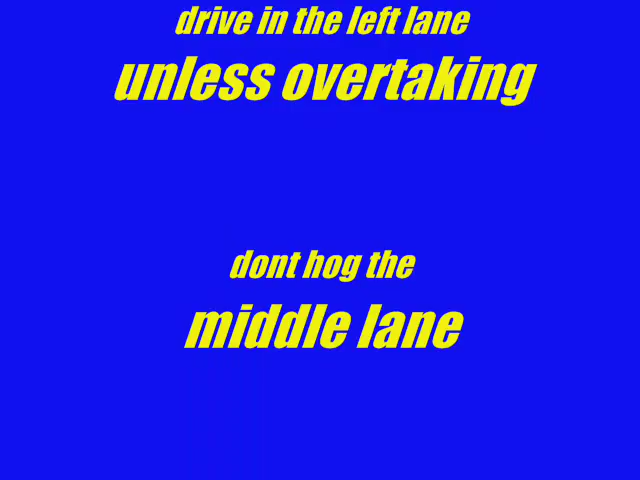 drive in the left lane
unless overtaking
dont hog the
middle lane